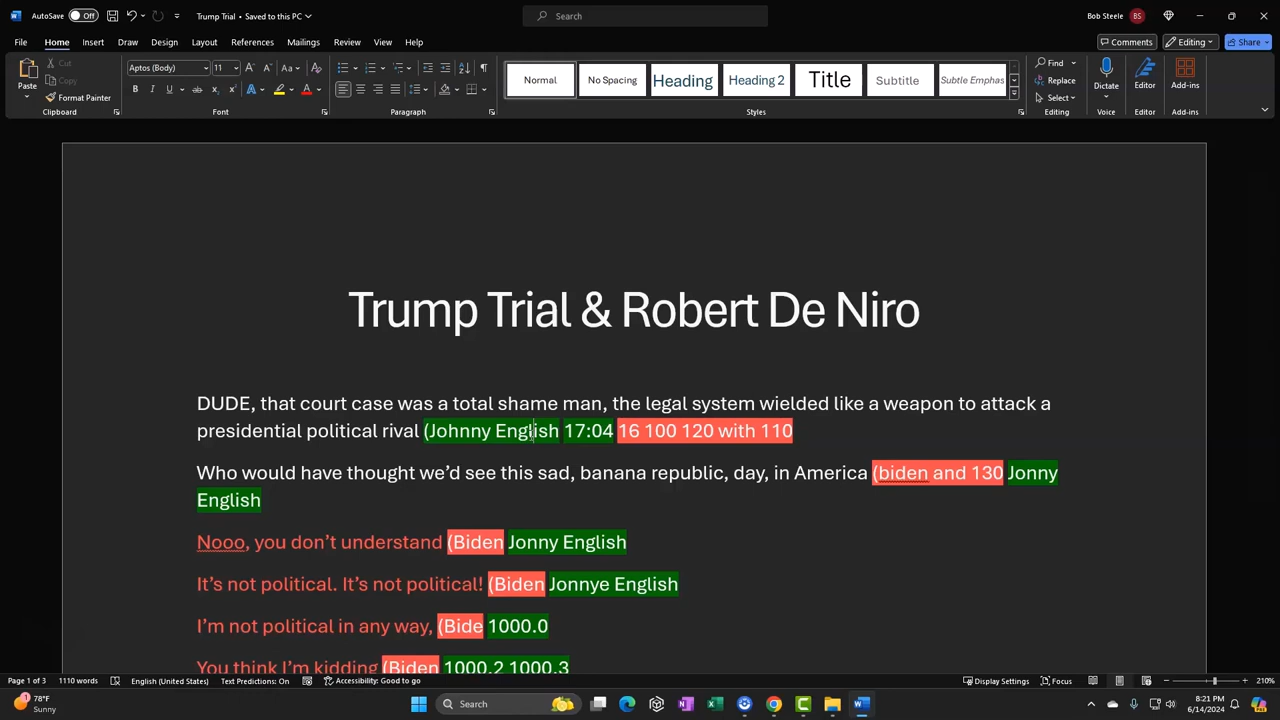 AutoSave Off Trump Trial • Saved to this PC Search Bob Steele BS
File Home Insert Draw Design Layout References Mailings Review View Help Comments Editing Share
Paste Cut Copy Format Painter Clipboard
Aptos (Body) 11 Font
Paragraph
Normal No Spacing Heading Heading 2 Title Subtitle Subtle Emphas Styles
Find Replace Select Editing
Dictate Voice
Editor Editor
Add-ins Add-ins
Trump Trial & Robert De Niro
DUDE, that court case was a total shame man, the legal system wielded like a weapon to attack a
presidential political rival (Johnny English 17:04 16 100 120 with 110
Who would have thought we’d see this sad, banana republic, day, in America (biden and 130 Jonny
English
Nooo, you don’t understand (Biden Jonny English
It’s not political. It’s not political! (Biden Jonnye English
I’m not political in any way, (Bide 1000.0
You think I’m kidding (Biden 1000.2 1000.3
Page 1 of 3 1110 words English (United States) Text Predictions: On Accessibility: Good to go Display Settings Focus 210%
78°F
Sunny
Search
8:21 PM
6/14/2024